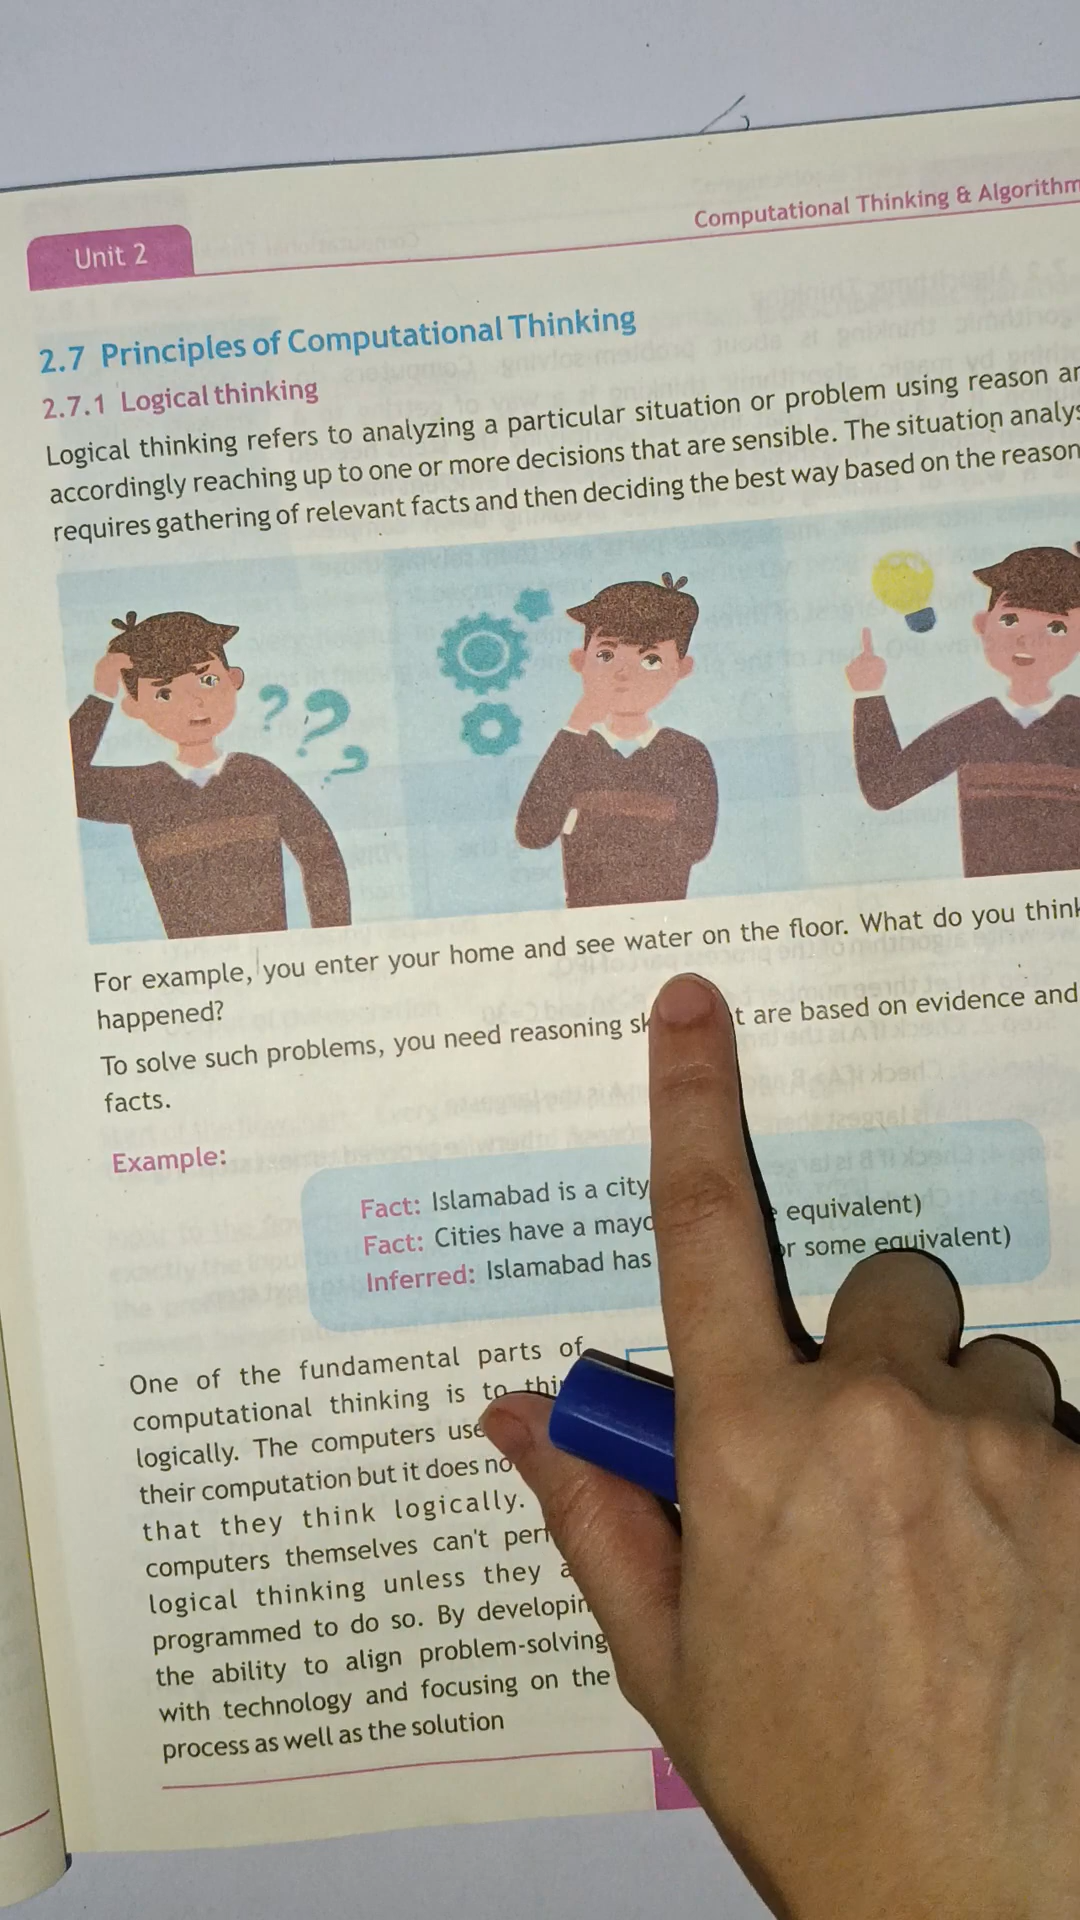 Computational Thinking & Algorithm
Unit 2
2.7 Principles of Computational Thinking
2.7.1 Logical thinking
Logical thinking refers to analyzing a particular situation or problem using reason
accordingly reaching up to one or more decisions that are sensible. The situation
requires gathering of relevant facts and then deciding the best way based on the reason
? ? ?
For example, you enter your home and see water on the floor. What do you think
happened?
To solve such problems, you need reasoning are based on evidence and
facts.
Example:
Fact: Islamabad is a city
Fact: Cities have a equivalent)
Inferred: Islamabad has or some equivalent)
One of the fundamental parts of
computational thinking is to
logically. The computers
their computation but it does
that they think logically.
computers themselves can't
logical thinking unless they
programmed to do so. By
the ability to align problem-solving
with technology and focusing on the
process as well as the solution
7